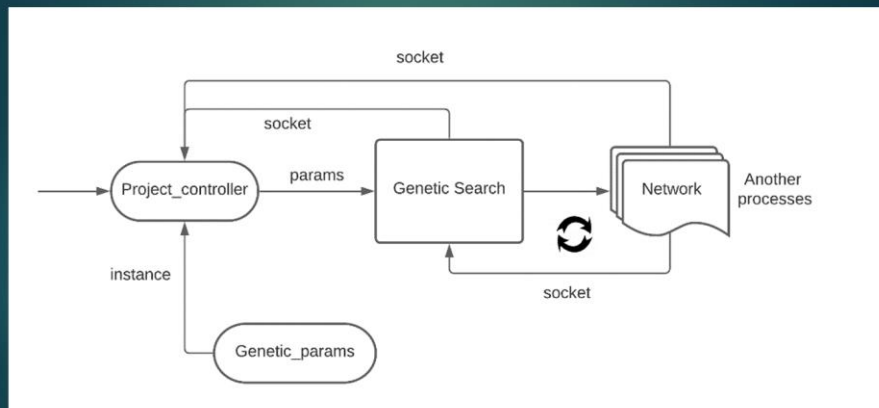 socket
socket
Project_controller
params
Genetic Search
Network
Another
processes
instance
socket
Genetic_params